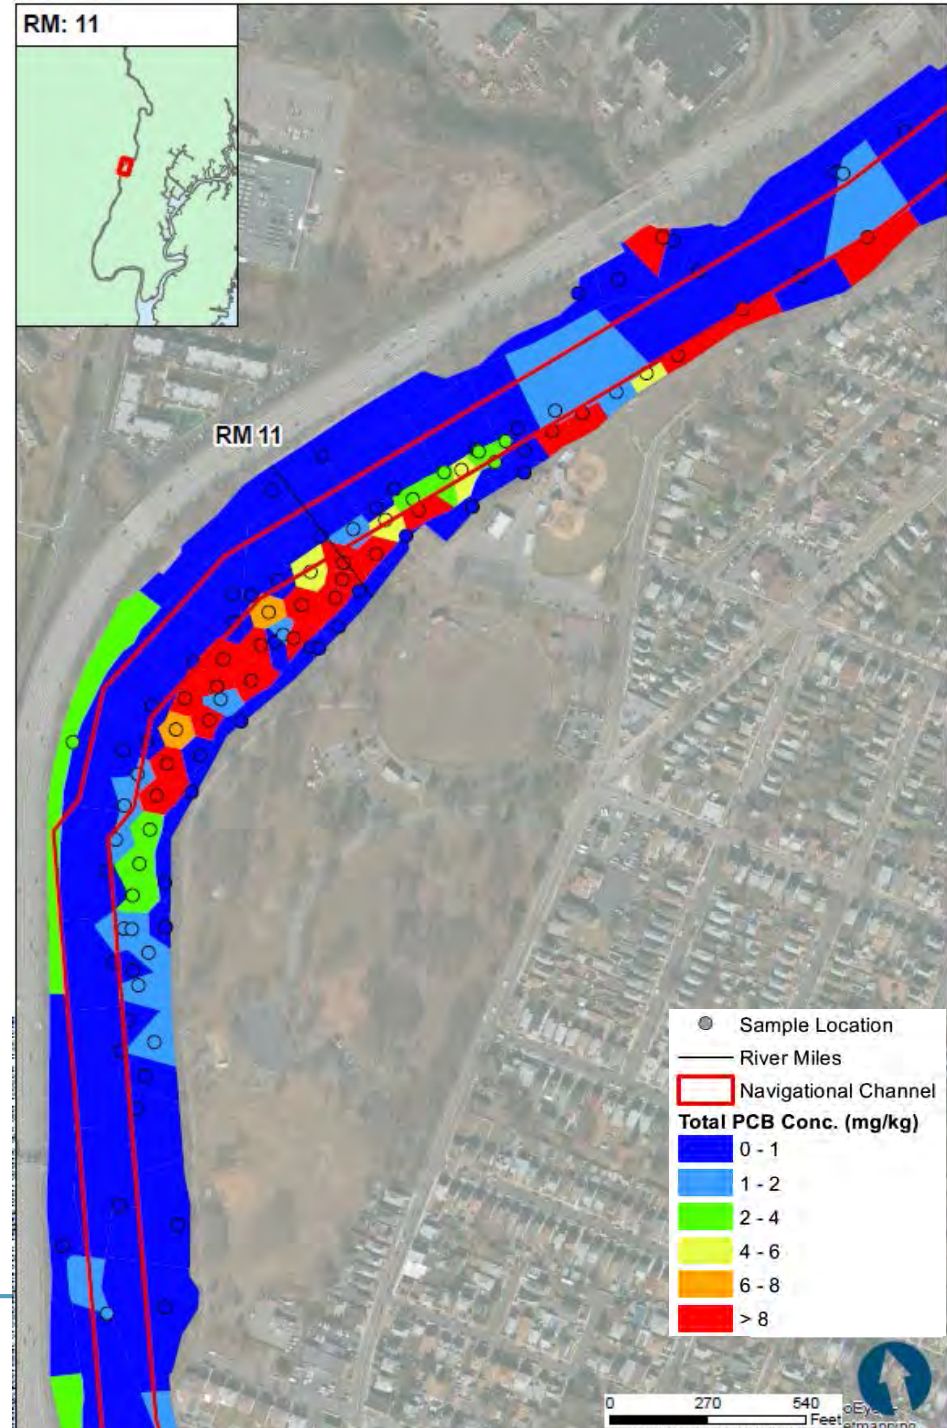 RM: 11
RM 11
Sample Location
River Miles
Navigational Channel
Total PCB Conc. (mg/kg)
0 - 1
1 - 2
2 - 4
4 - 6
6 - 8
> 8
0 270 540
Feet